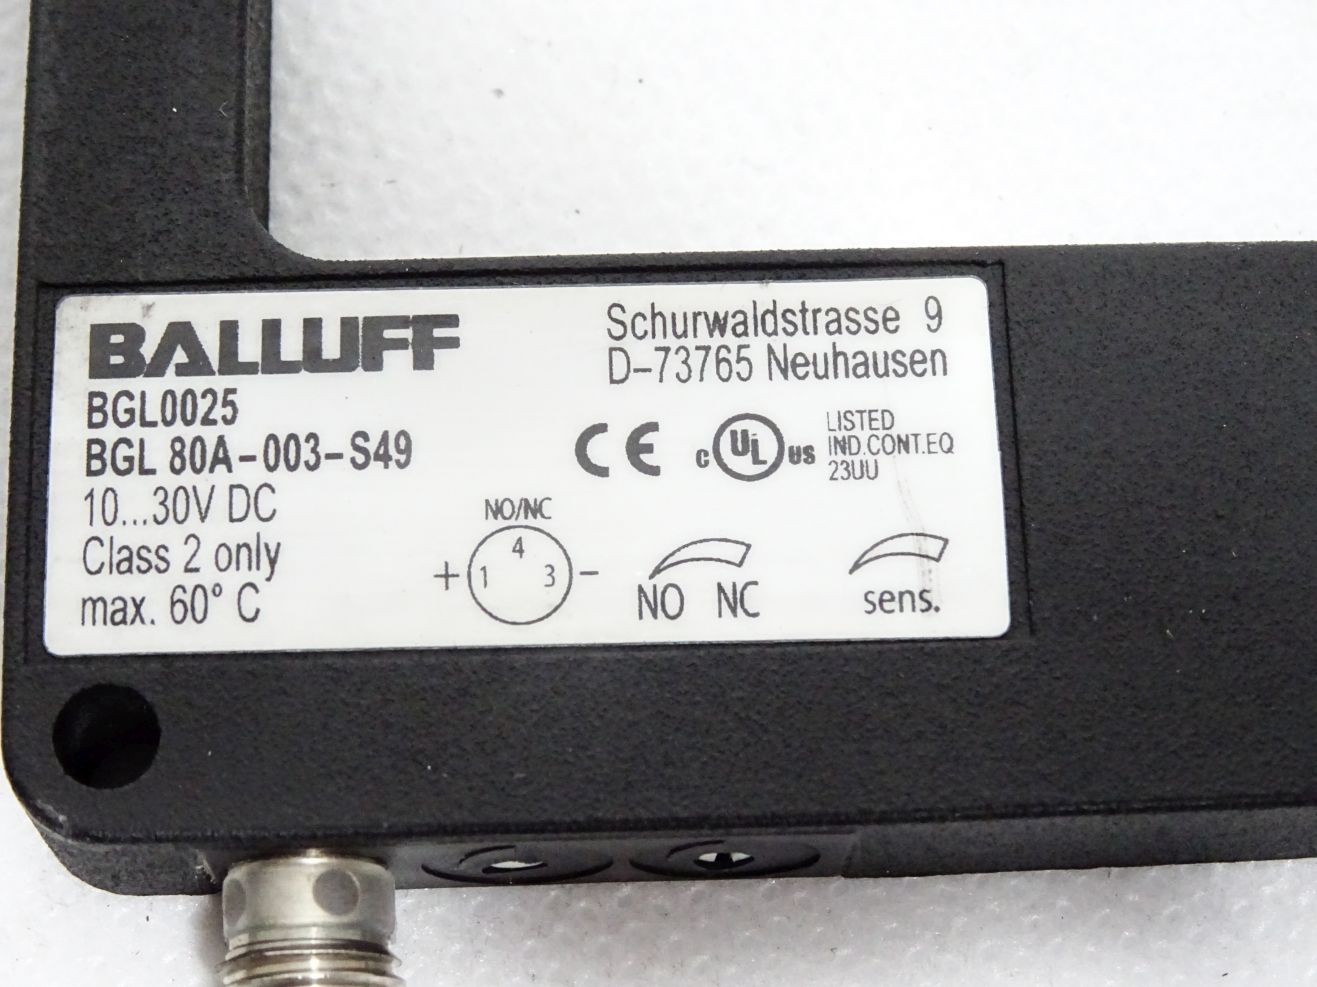 BALLUFF
Schurwaldstrasse 9
D-73765 Neuhausen
BGL0025
BGL 80A-003-S49
10...30V DC
Class 2 only
max. 60° C
CE
c UL us
LISTED
IND.CONT.EQ
23UU
NO/NC
4
+ 1 3 -
NO NC
sens.